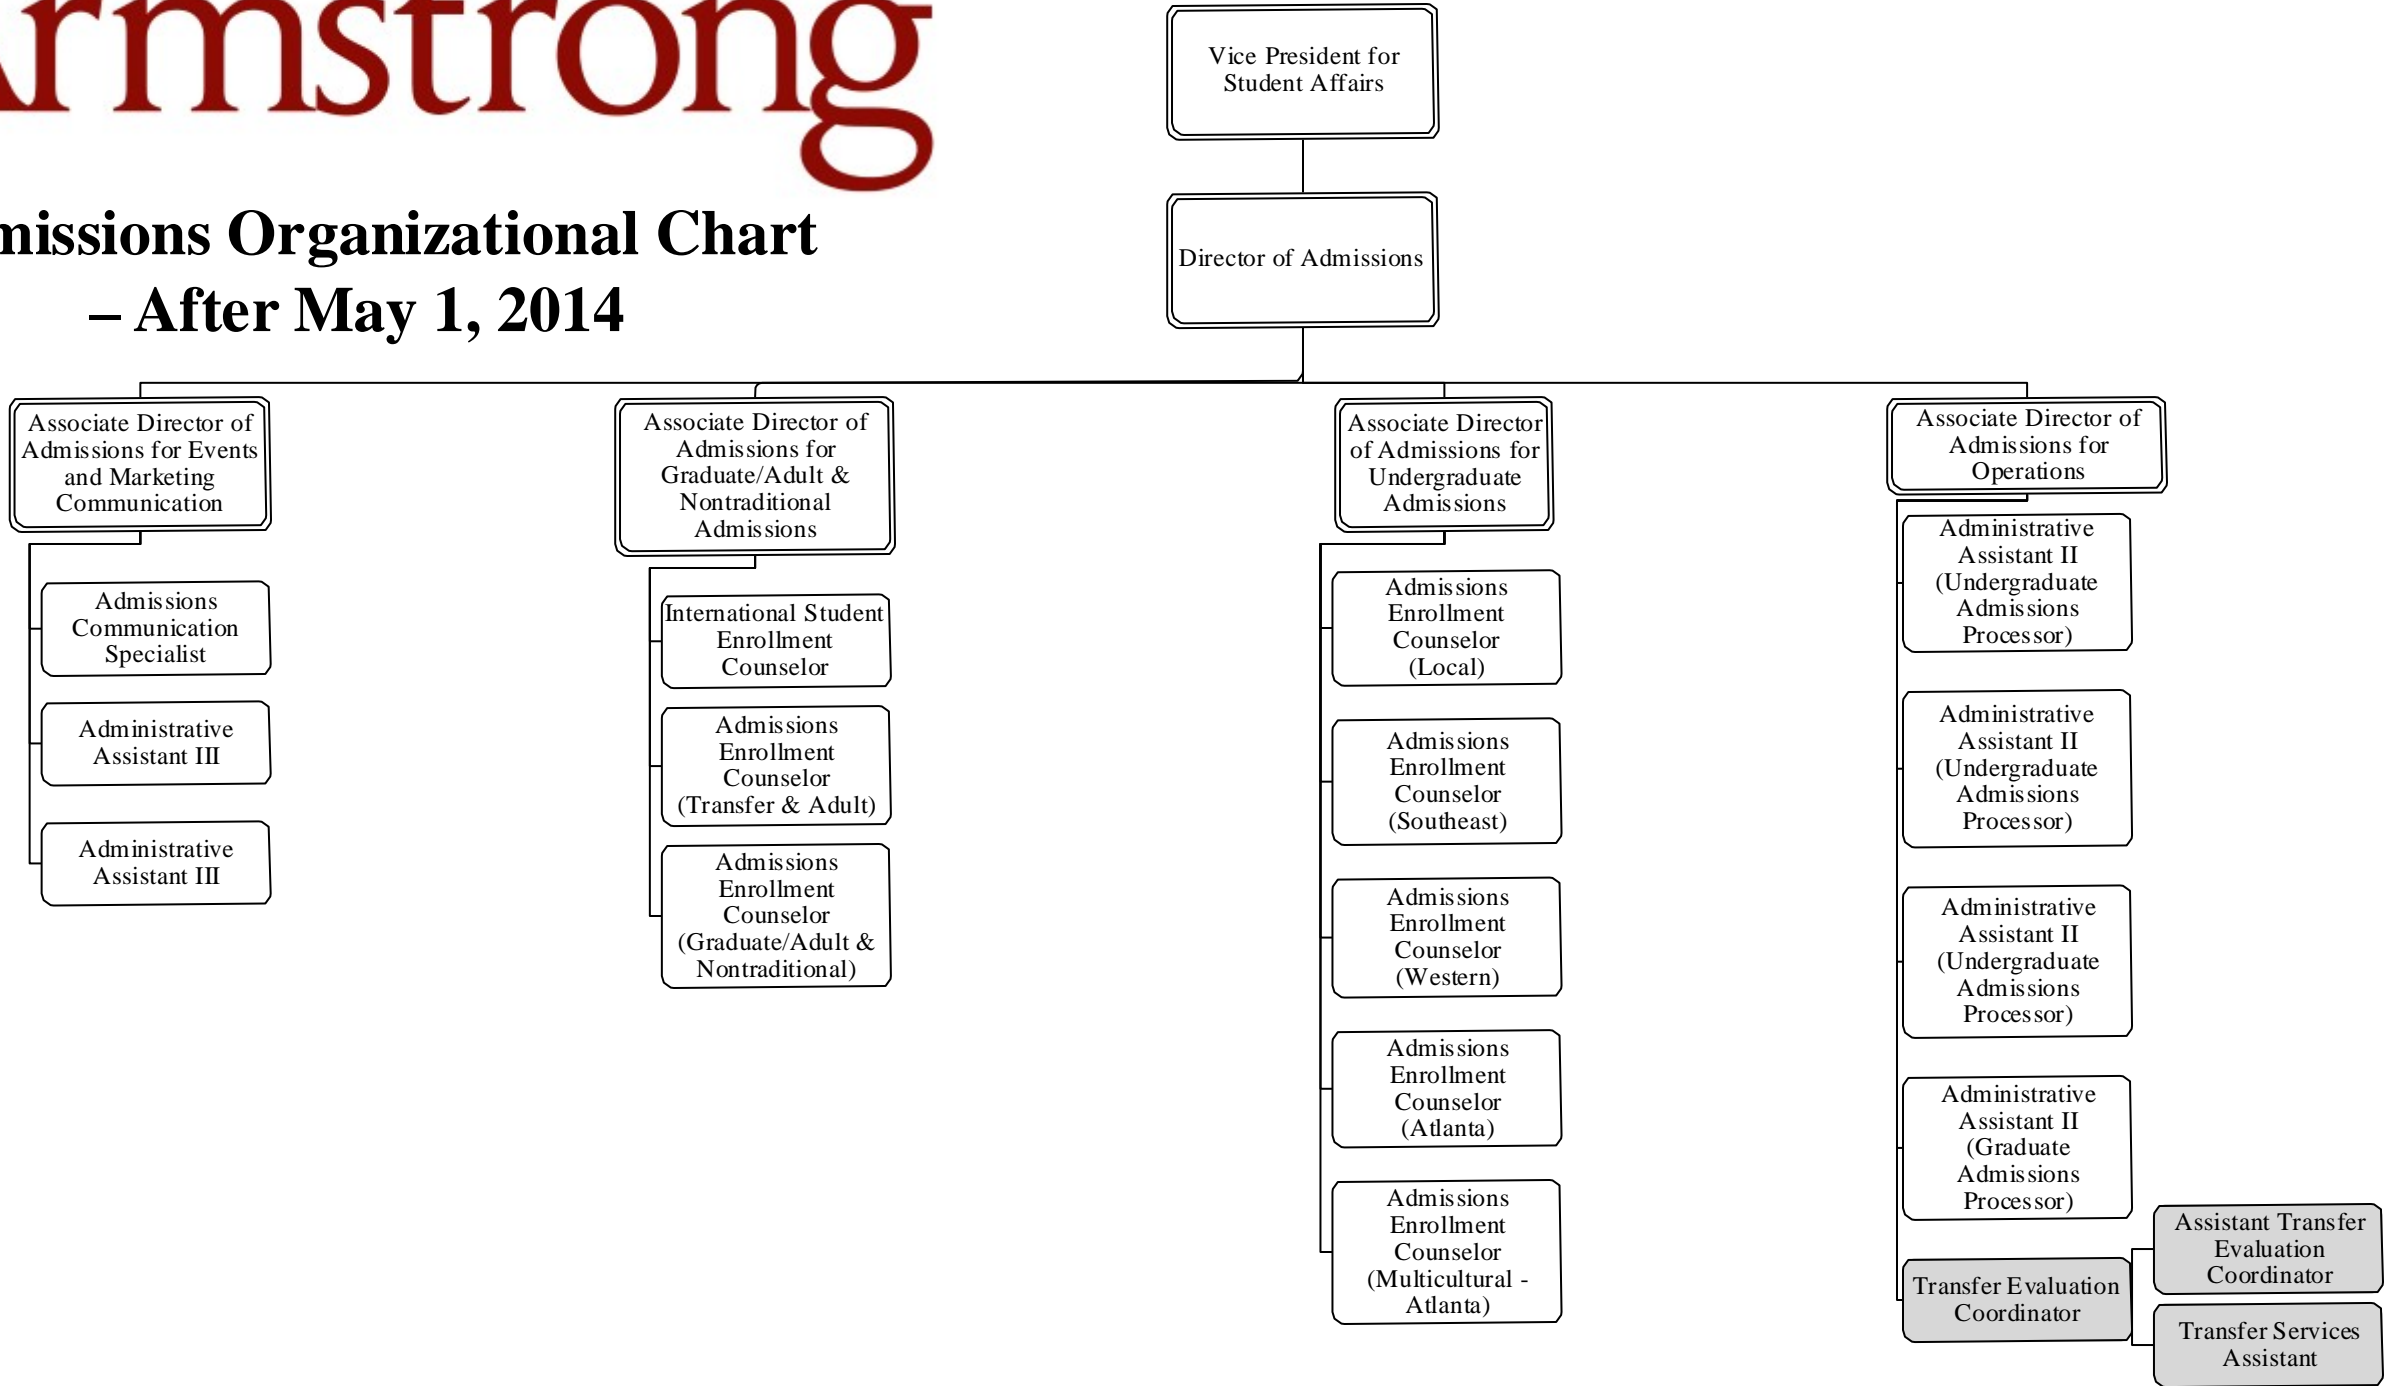 Armstrong
missions Organizational Chart
– After May 1, 2014
Vice President for
Student Affairs
Director of Admissions
Associate Director of
Admissions for Events
and Marketing
Communication
Admissions
Communication
Specialist
Administrative
Assistant III
Administrative
Assistant III
Associate Director of
Admissions for
Graduate/Adult &
Nontraditional
Admissions
International Student
Enrollment
Counselor
Admissions
Enrollment
Counselor
(Transfer & Adult)
Admissions
Enrollment
Counselor
(Graduate/Adult &
Nontraditional)
Associate Director
of Admissions for
Undergraduate
Admissions
Admissions
Enrollment
Counselor
(Local)
Admissions
Enrollment
Counselor
(Southeast)
Admissions
Enrollment
Counselor
(Western)
Admissions
Enrollment
Counselor
(Atlanta)
Admissions
Enrollment
Counselor
(Multicultural -
Atlanta)
Associate Director of
Admissions for
Operations
Administrative
Assistant II
(Undergraduate
Admissions
Processor)
Administrative
Assistant II
(Undergraduate
Admissions
Processor)
Administrative
Assistant II
(Undergraduate
Admissions
Processor)
Administrative
Assistant II
(Graduate
Admissions
Processor)
Transfer Evaluation
Coordinator
Assistant Transfer
Evaluation
Coordinator
Transfer Services
Assistant